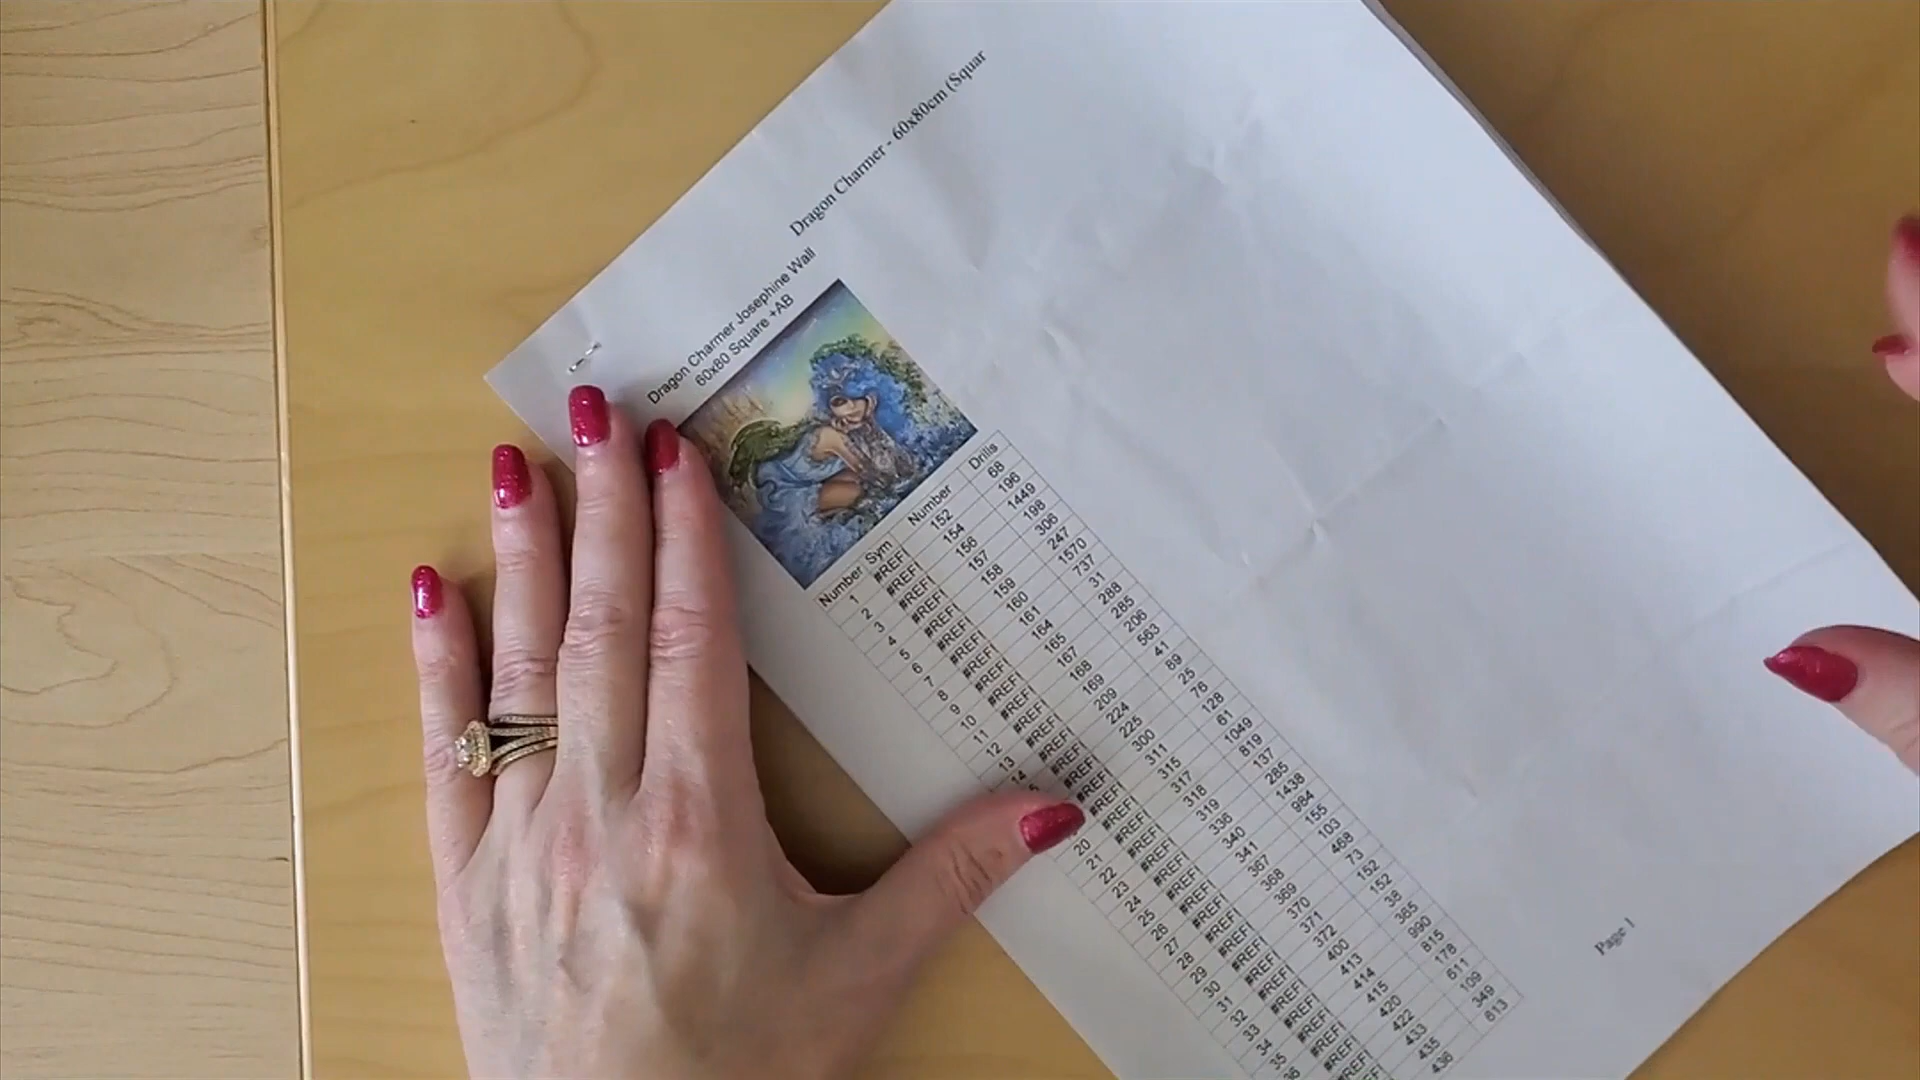 Dragon Charmer - 60x80cm (Squar
Dragon Charmer Josephine Wall
60x80 Square +AB
Number Sym Number Drills
1 #REF! 152 68
2 #REF! 154 196
3 #REF! 156 1449
4 #REF! 157 198
5 #REF! 158 306
6 #REF! 159 247
7 #REF! 160 1570
8 #REF! 161 737
9 #REF! 164 31
10 #REF! 165 288
11 #REF! 167 285
12 #REF! 168 206
13 #REF! 169 563
14 #REF! 209 41
#REF! 224 89
#REF! 225 25
#REF! 300 76
#REF! 311 128
#REF! 315 61
20 #REF! 317 1049
21 #REF! 318 819
22 #REF! 319 137
23 #REF! 336 285
24 #REF! 340 1438
25 #REF! 341 984
26 #REF! 367 155
27 #REF! 368 103
28 #REF! 369 468
29 #REF! 370 73
30 #REF! 371 152
31 #REF! 372 152
32 #REF! 400 38
33 #REF! 413 365
34 #REF! 414 990
35 #REF! 415 815
#REF! 420 178
#REF! 422 611
#REF! 433 109
435 349
436 613
Page 1